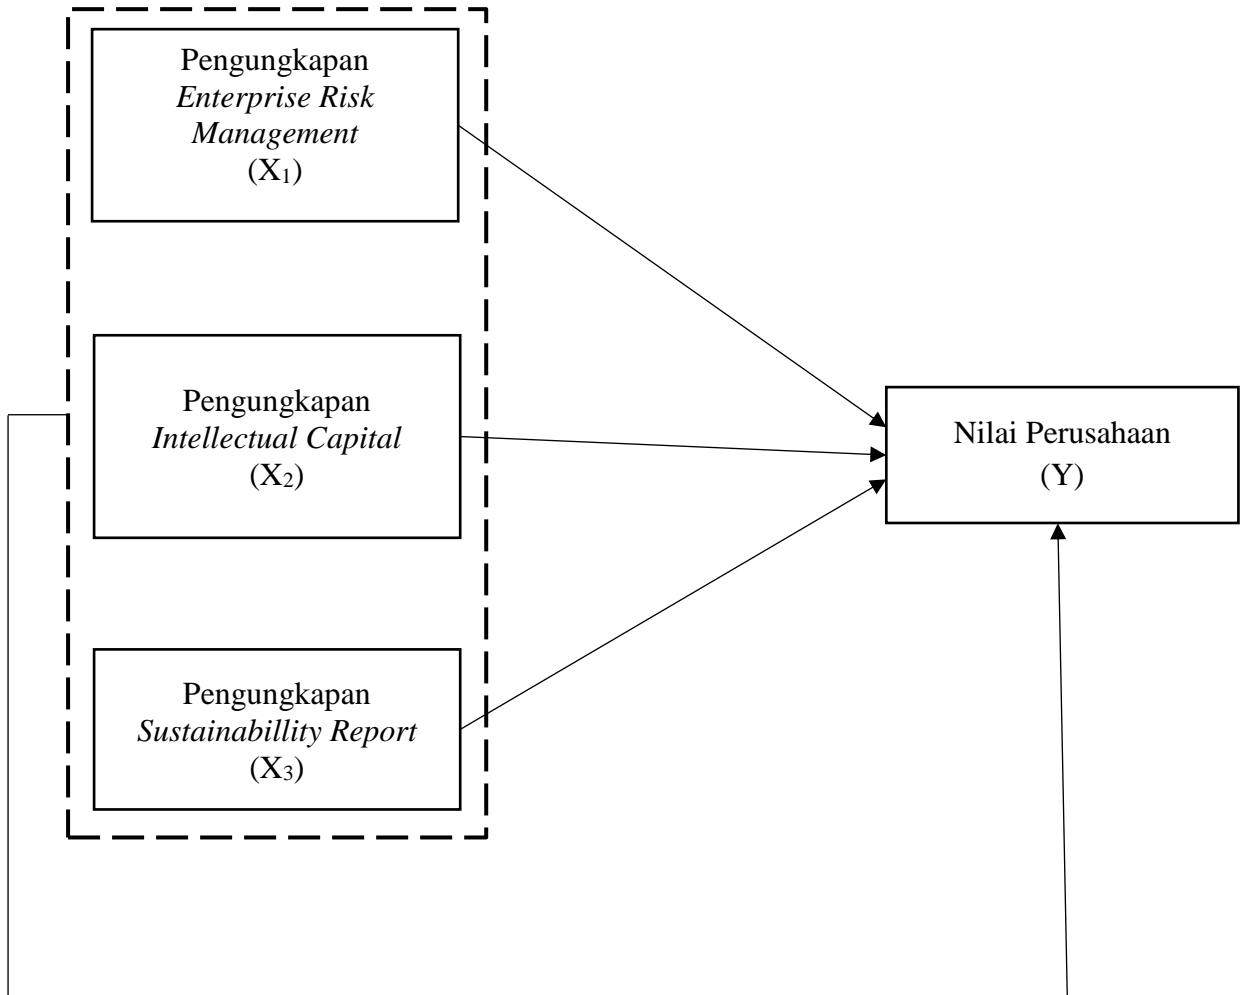 Pengungkapan
Enterprise Risk
Management
(X₁)
Pengungkapan
Intellectual Capital
(X₂)
Nilai Perusahaan
(Y)
Pengungkapan
Sustainabillity Report
(X₃)